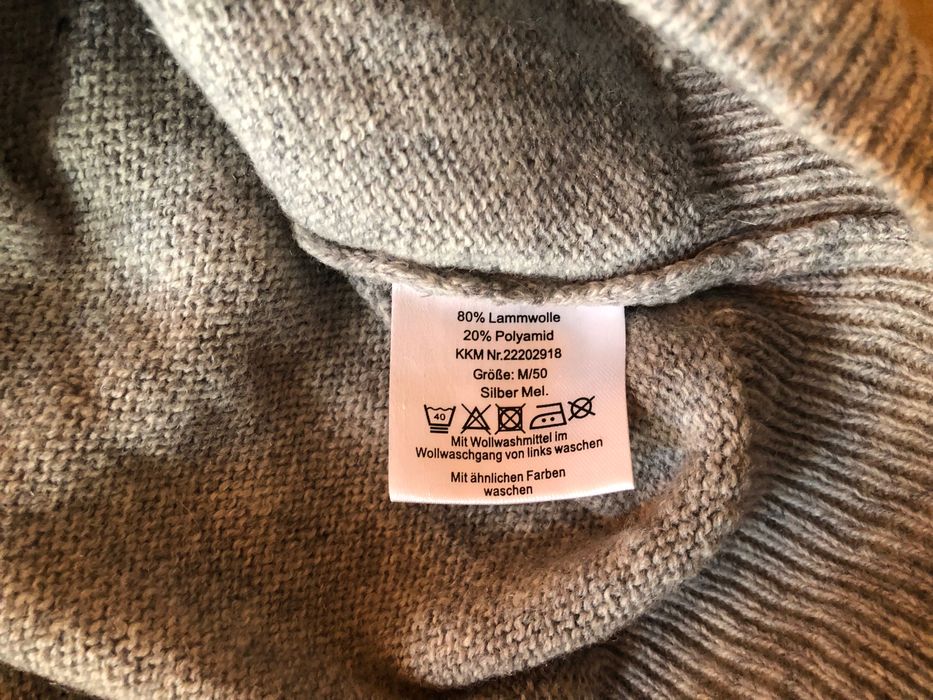 80% Lammwolle
20% Polyamid
KKM Nr.22202918
Größe: M/50
Silber Mel.
40
Mit Wollwashmittel im
Wollwaschgang von links waschen
Mit ähnlichen Farben
waschen